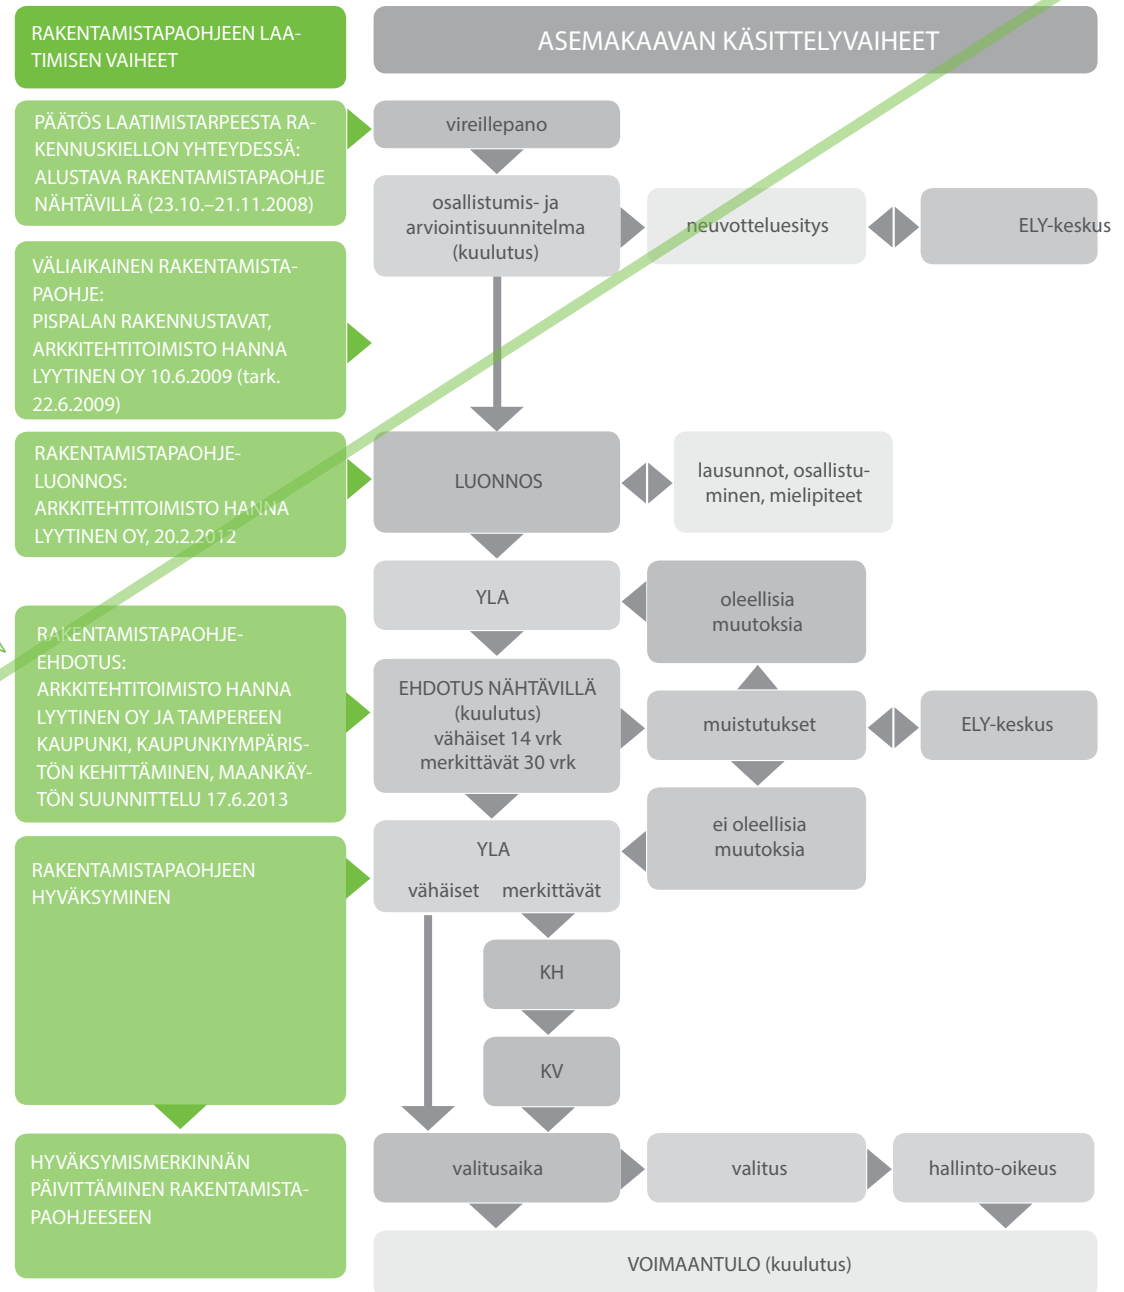 RAKENTAMISTAPAOHJEEN LAA-
TIMISEN VAIHEET
ASEMAKAAVAN KÄSITTELYVAIHEET
PÄÄTÖS LAATIMISTARPEESTA RA-
KENNUSKIELLON YHTEYDESSÄ:
ALUSTAVA RAKENTAMISTAPAOHJE
NÄHTÄVILLÄ (23.10.–21.11.2008)
vireillepano
osallistumis- ja
arviointisuunnitelma
(kuulutus)
neuvotteluesitys
ELY-keskus
VÄLIAIKAINEN RAKENTAMISTA-
PAOHJE:
PISPALAN RAKENNUSTAVAT,
ARKKITEHTITOIMISTO HANNA
LYYTINEN OY 10.6.2009 (tark.
22.6.2009)
RAKENTAMISTAPAOHJE-
LUONNOS:
ARKKITEHTITOIMISTO HANNA
LYYTINEN OY, 20.2.2012
LUONNOS
lausunnot, osallistu-
minen, mielipiteet
YLA
oleellisia
muutoksia
RAKENTAMISTAPAOHJE-
EHDOTUS:
ARKKITEHTITOIMISTO HANNA
LYYTINEN OY JA TAMPEREEN
KAUPUNKI, KAUPUNKIYMPÄRIS-
TÖN KEHITTÄMINEN, MAANKÄY-
TÖN SUUNNITTELU 17.6.2013
EHDOTUS NÄHTÄVILLÄ
(kuulutus)
vähäiset 14 vrk
merkittävät 30 vrk
muistutukset
ELY-keskus
ei oleellisia
muutoksia
RAKENTAMISTAPAOHJEEN
HYVÄKSYMINEN
YLA
vähäiset merkittävät
KH
KV
HYVÄKSYMISMERKINNÄN
PÄIVITTÄMINEN RAKENTAMISTA-
PAOHJEESEEN
valitusaika
valitus
hallinto-oikeus
VOIMAANTULO (kuulutus)